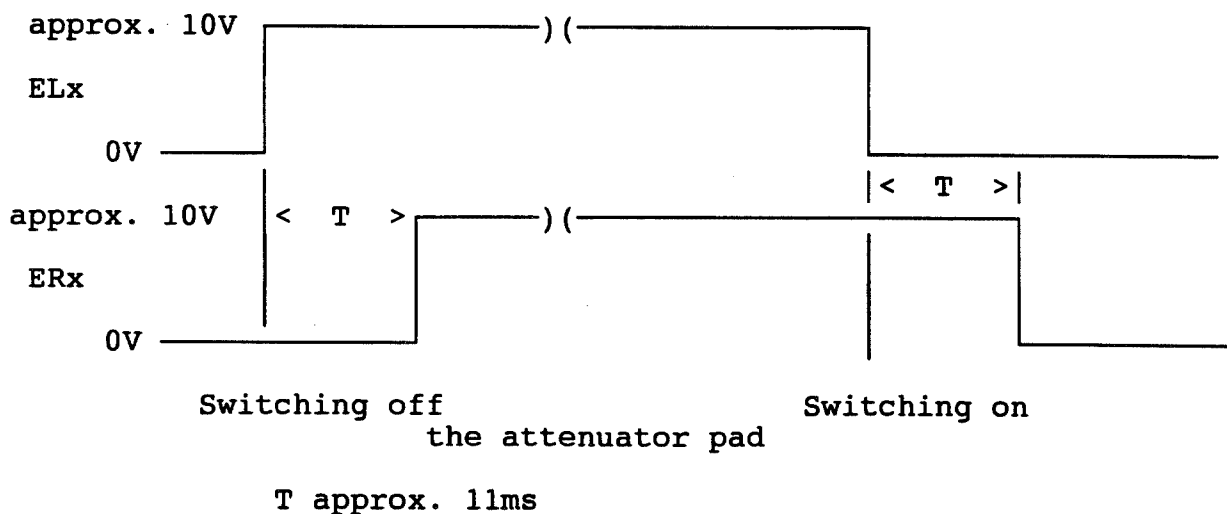 approx. 10V )(
ELx
0V
|< T >|
approx. 10V < T > )(
ERx
0V
Switching off Switching on
the attenuator pad
T approx. 11ms